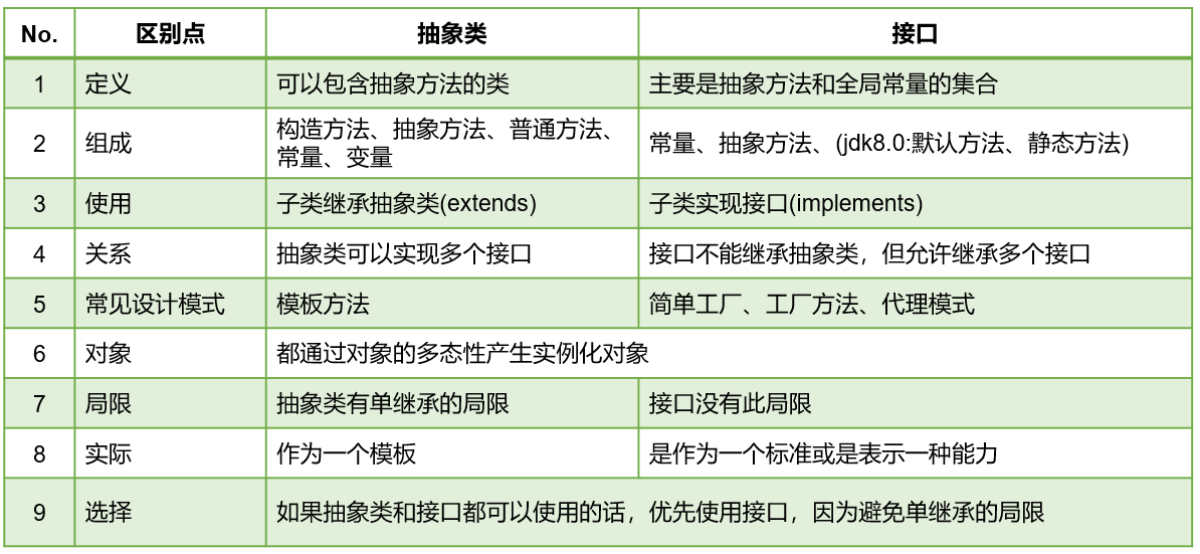 No. 区别点 抽象类 接口
1 定义 可以包含抽象方法的类 主要是抽象方法和全局常量的集合
2 组成 构造方法、抽象方法、普通方法、
常量、变量 常量、抽象方法、(jdk8.0:默认方法、静态方法)
3 使用 子类继承抽象类(extends) 子类实现接口(implements)
4 关系 抽象类可以实现多个接口 接口不能继承抽象类，但允许继承多个接口
5 常见设计模式 模板方法 简单工厂、工厂方法、代理模式
6 对象 都通过对象的多态性产生实例化对象
7 局限 抽象类有单继承的局限 接口没有此局限
8 实际 作为一个模板 是作为一个标准或是表示一种能力
9 选择 如果抽象类和接口都可以使用的话，优先使用接口，因为避免单继承的局限